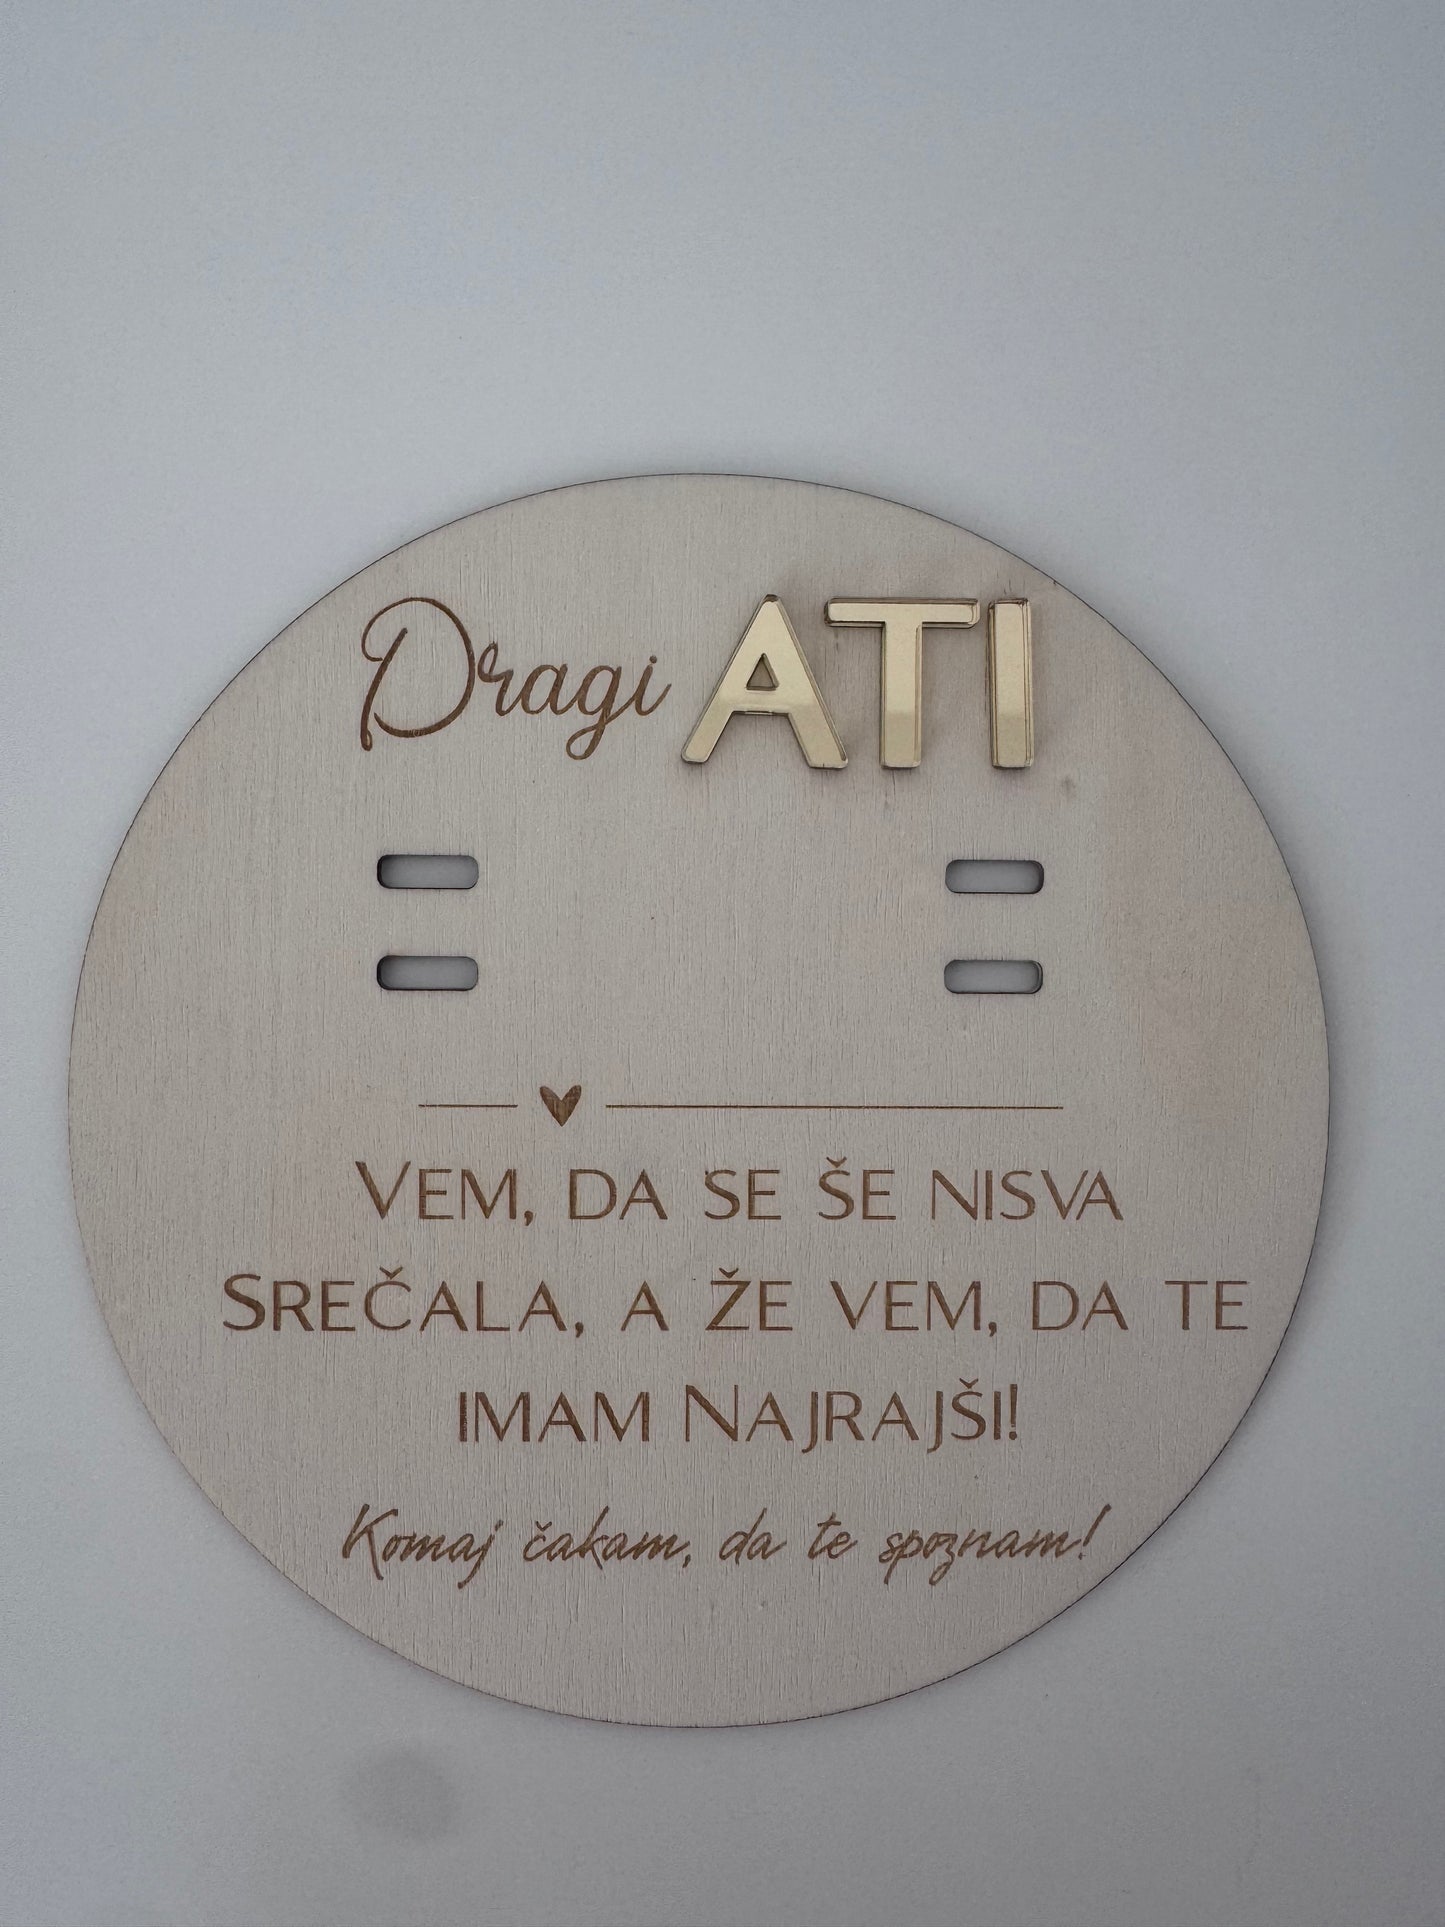 Dragi ATI
VEM, DA SE ŠE NISVA
SREČALA, A ŽE VEM, DA TE
IMAM NAJRAJŠI!
Komaj čakam, da te spoznam!